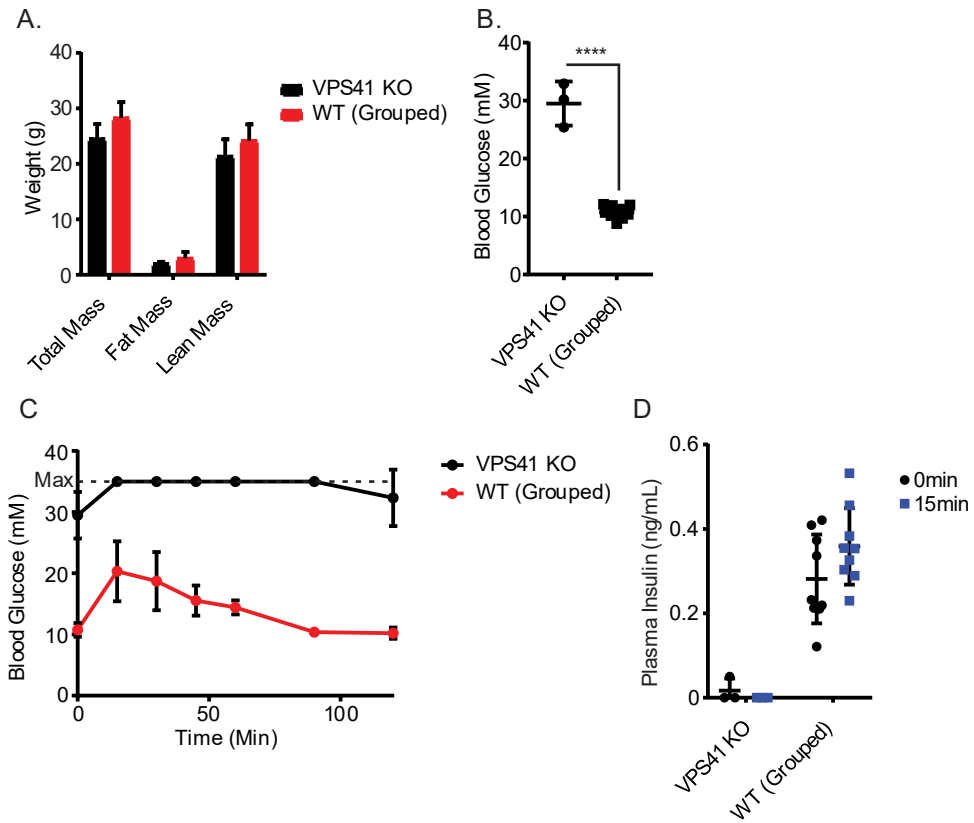 A.
40
30
20
10
0
Weight (g)
Total Mass
Fat Mass
Lean Mass
VPS41 KO
WT (Grouped)
B.
****
40
30
20
10
0
Blood Glucose (mM)
VPS41 KO
WT (Grouped)
C
40
Max
30
20
10
0
Blood Glucose (mM)
0
50
100
Time (Min)
VPS41 KO
WT (Grouped)
D
0.6
0.4
0.2
0
Plasma Insulin (ng/mL)
VPS41 KO
WT (Grouped)
0min
15min